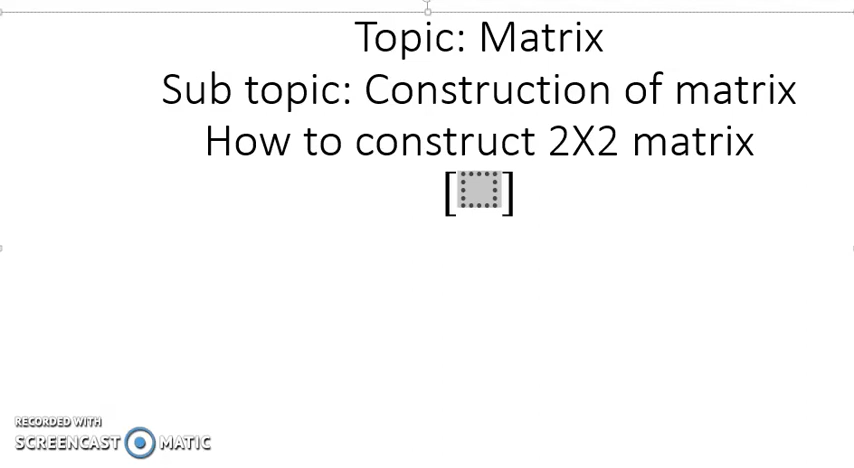 Topic: Matrix
Sub topic: Construction of matrix
How to construct 2X2 matrix
[ ]
RECORDED WITH
SCREENCAST MATIC